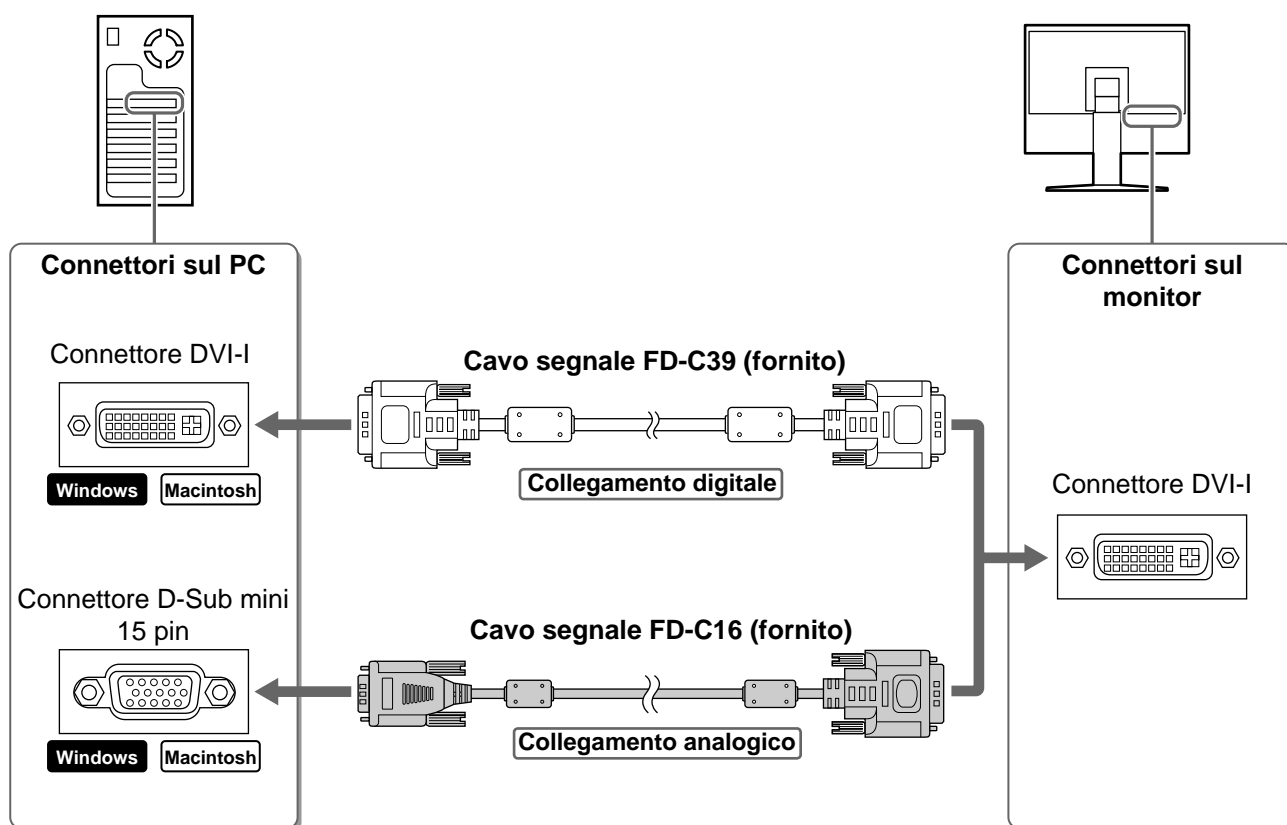 Connettori sul PC
Connettore DVI-I
Windows Macintosh
Connettore D-Sub mini
15 pin
Windows Macintosh
Cavo segnale FD-C39 (fornito)
Collegamento digitale
Cavo segnale FD-C16 (fornito)
Collegamento analogico
Connettori sul
monitor
Connettore DVI-I